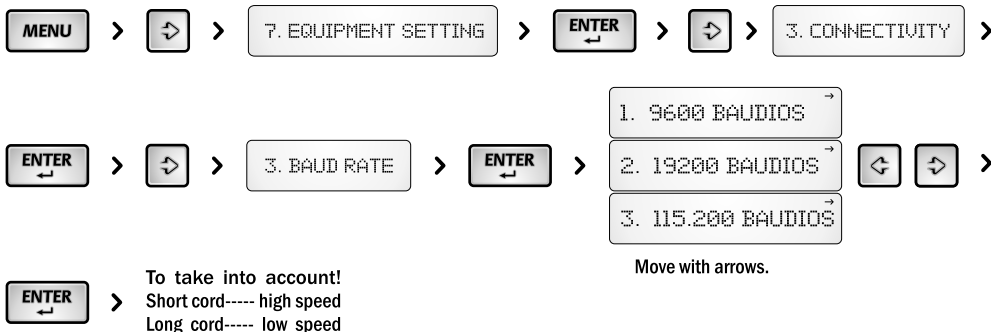 MENU
7. EQUIPMENT SETTING
ENTER
3. CONNECTIVITY
ENTER
3. BAUD RATE
ENTER
1. 9600 BAUDIOS
2. 19200 BAUDIOS
3. 115.200 BAUDIOS
Move with arrows.
ENTER
To take into account!
Short cord----- high speed
Long cord----- low speed